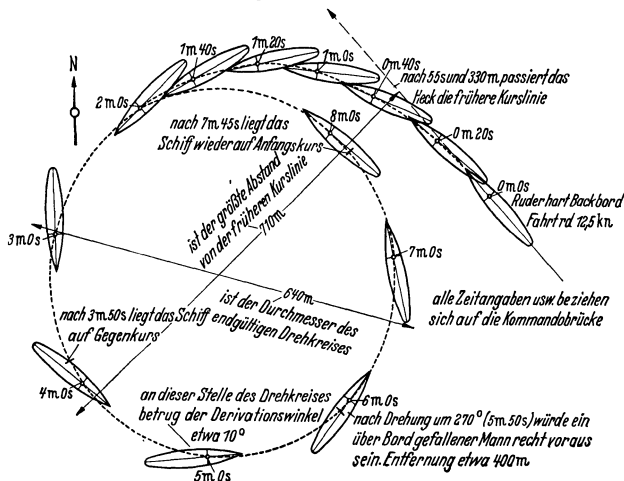 N
1m 40s
1m 20s
1m 0s
0m 40s
nach 55s und 330 m. passiert das
Heck die frühere Kurslinie
2m 0s
nach 7m.45s liegt das
Schiff wieder auf Anfangskurs
8m 0s
0m 20s
0m 0s
Ruder hart Backbord
Fahrt rd. 12,5 kn
ist der größte Abstand
von der früheren Kurslinie
710m.
3m 0s
7m 0s
640m
ist der Durchmesser des
endgültigen Drehkreises
alle Zeitangaben usw. beziehen
sich auf die Kommandobrücke
nach 3m.50s liegt das Schiff
auf Gegenkurs
4m 0s
an dieser Stelle des Drehkreises
betrug der Derivationswinkel
etwa 10°
5m 0s
6m 0s
nach Drehung um 270° (5m.50s) würde ein
über Bord gefallener Mann recht voraus
sein. Entfernung etwa 400m